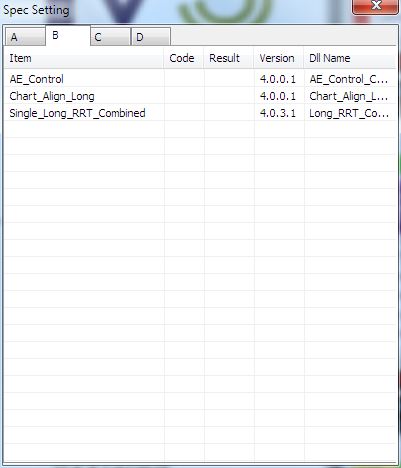 Spec Setting
A B C D
Item Code Result Version Dll Name
AE_Control 4.0.0.1 AE_Control_C...
Chart_Align_Long 4.0.0.1 Chart_Align_L...
Single_Long_RRT_Combined 4.0.3.1 Long_RRT_Co...